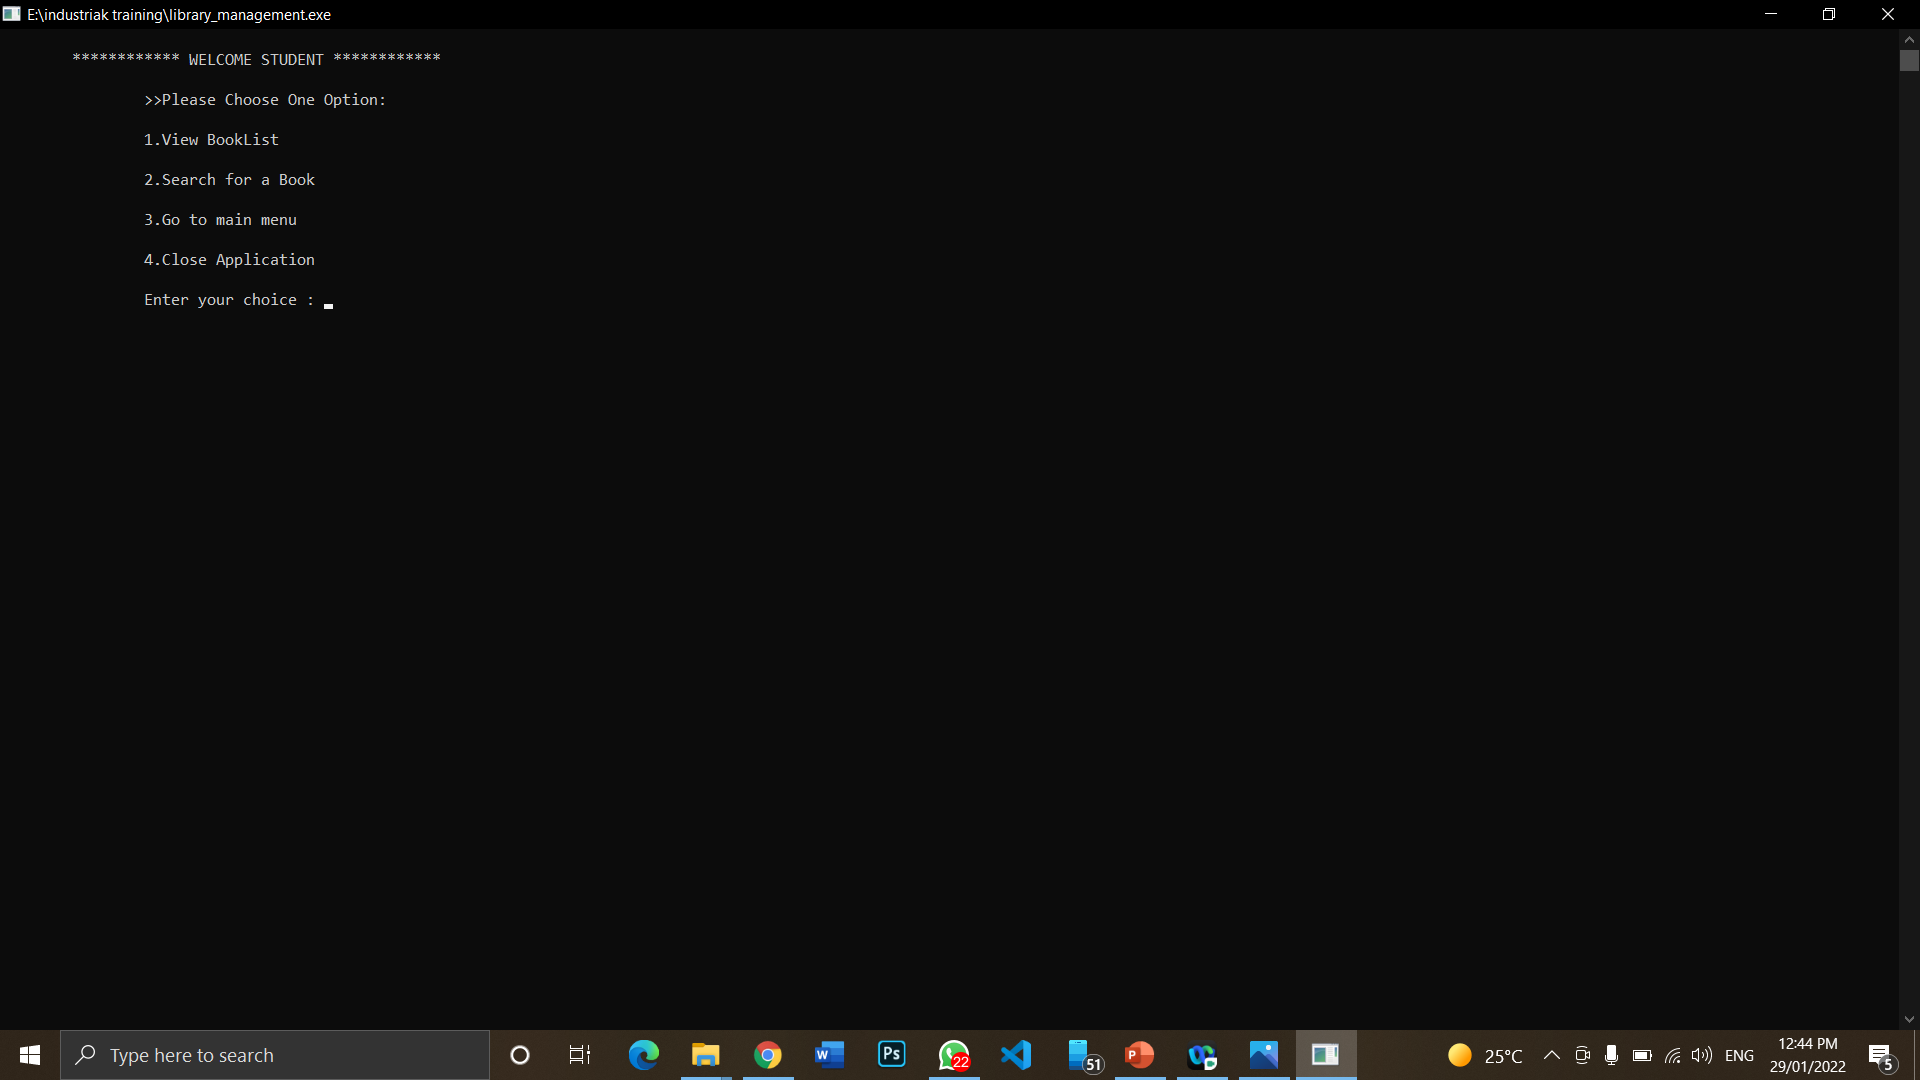 E:\industriak training\library_management.exe
************ WELCOME STUDENT ************
>>Please Choose One Option:
1.View BookList
2.Search for a Book
3.Go to main menu
4.Close Application
Enter your choice :
Type here to search
W
Ps
22
51
P
25°C
ENG
12:44 PM
29/01/2022
5